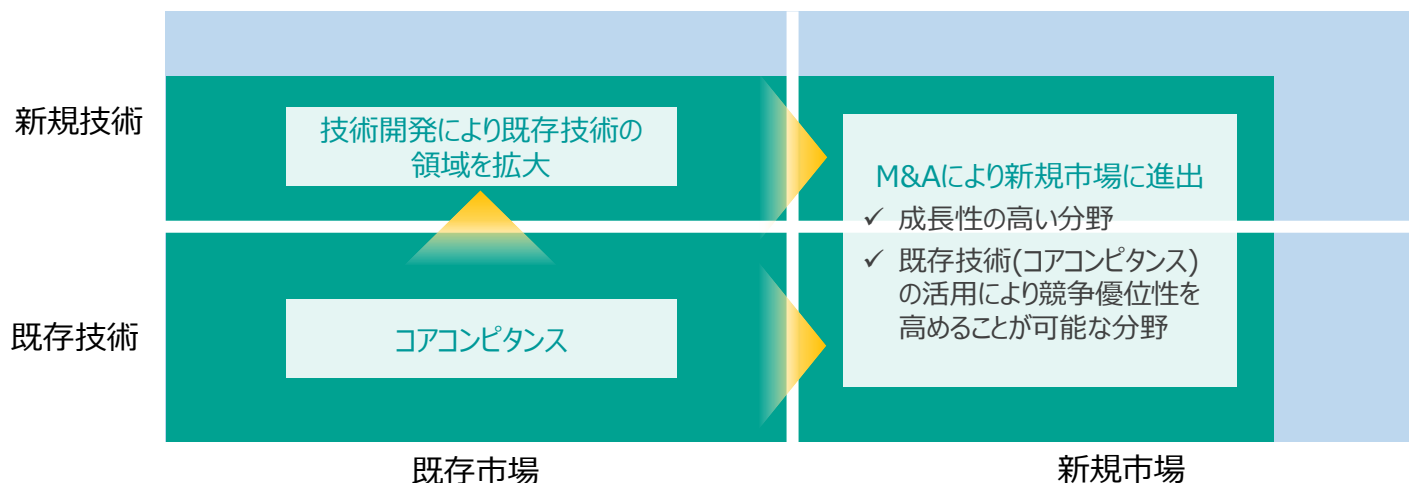 新規技術
技術開発により既存技術の
領域を拡大
M&Aにより新規市場に進出
✓ 成長性の高い分野
✓ 既存技術(コアコンピタンス)
の活用により競争優位性を
高めることが可能な分野
既存技術
コアコンピタンス
既存市場
新規市場